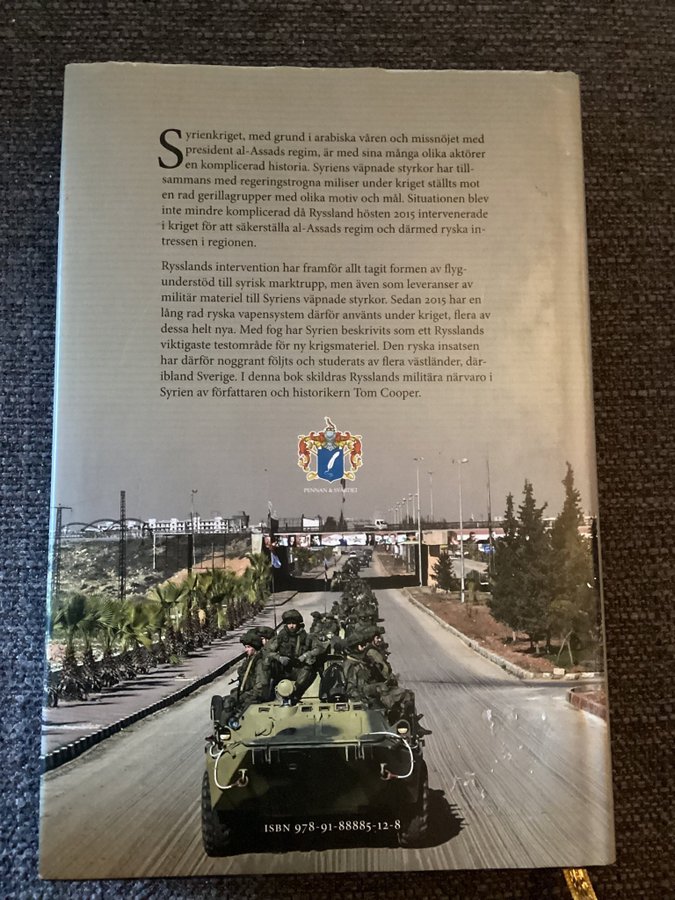 Syrienkriget, med grund i arabiska våren och missnöjet med
president al-Assads regim, är med sina många olika aktörer
en komplicerad historia. Syriens väpnade styrkor har till-
sammans med regeringstrogna miliser under kriget ställts mot
en rad gerillagrupper med olika motiv och mål. Situationen blev
inte mindre komplicerad då Ryssland hösten 2015 intervenerade
i kriget för att säkerställa al-Assads regim och därmed ryska in-
tressen i regionen.
Rysslands intervention har framför allt tagit formen av flyg-
understöd till syrisk marktrupp, men även som leveranser av
militär materiel till Syriens väpnade styrkor. Sedan 2015 har en
lång rad ryska vapensystem därför använts under kriget, flera av
dessa helt nya. Med fog har Syrien beskrivits som ett Rysslands
viktigaste testområde för ny krigsmateriel. Den ryska insatsen
har därför noggrant följts och studerats av flera västländer, där-
ibland Sverige. I denna bok skildras Rysslands militära närvaro i
Syrien av författaren och historikern Tom Cooper.
PENNAN & SVÄRDET
ISBN 978-91-88885-12-8